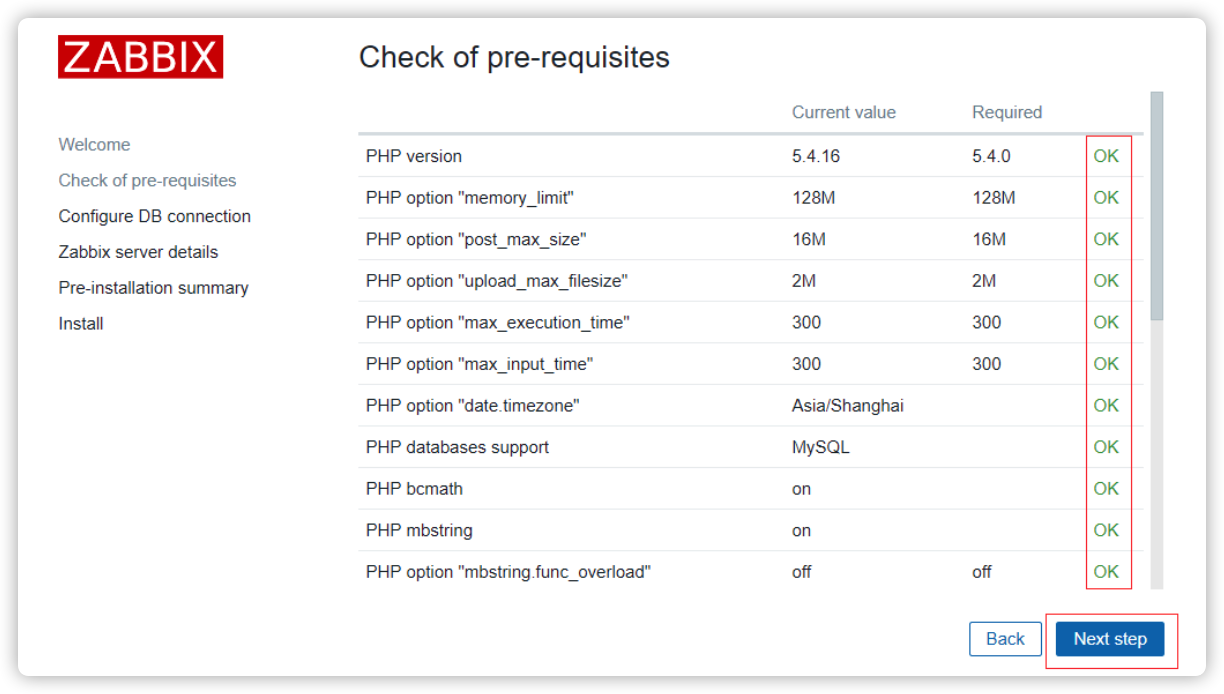 ZABBIX
Check of pre-requisites
Welcome
Check of pre-requisites
Configure DB connection
Zabbix server details
Pre-installation summary
Install
Current value Required
PHP version 5.4.16 5.4.0 OK
PHP option "memory_limit" 128M 128M OK
PHP option "post_max_size" 16M 16M OK
PHP option "upload_max_filesize" 2M 2M OK
PHP option "max_execution_time" 300 300 OK
PHP option "max_input_time" 300 300 OK
PHP option "date.timezone" Asia/Shanghai OK
PHP databases support MySQL OK
PHP bcmath on OK
PHP mbstring on OK
PHP option "mbstring.func_overload" off off OK
Back Next step